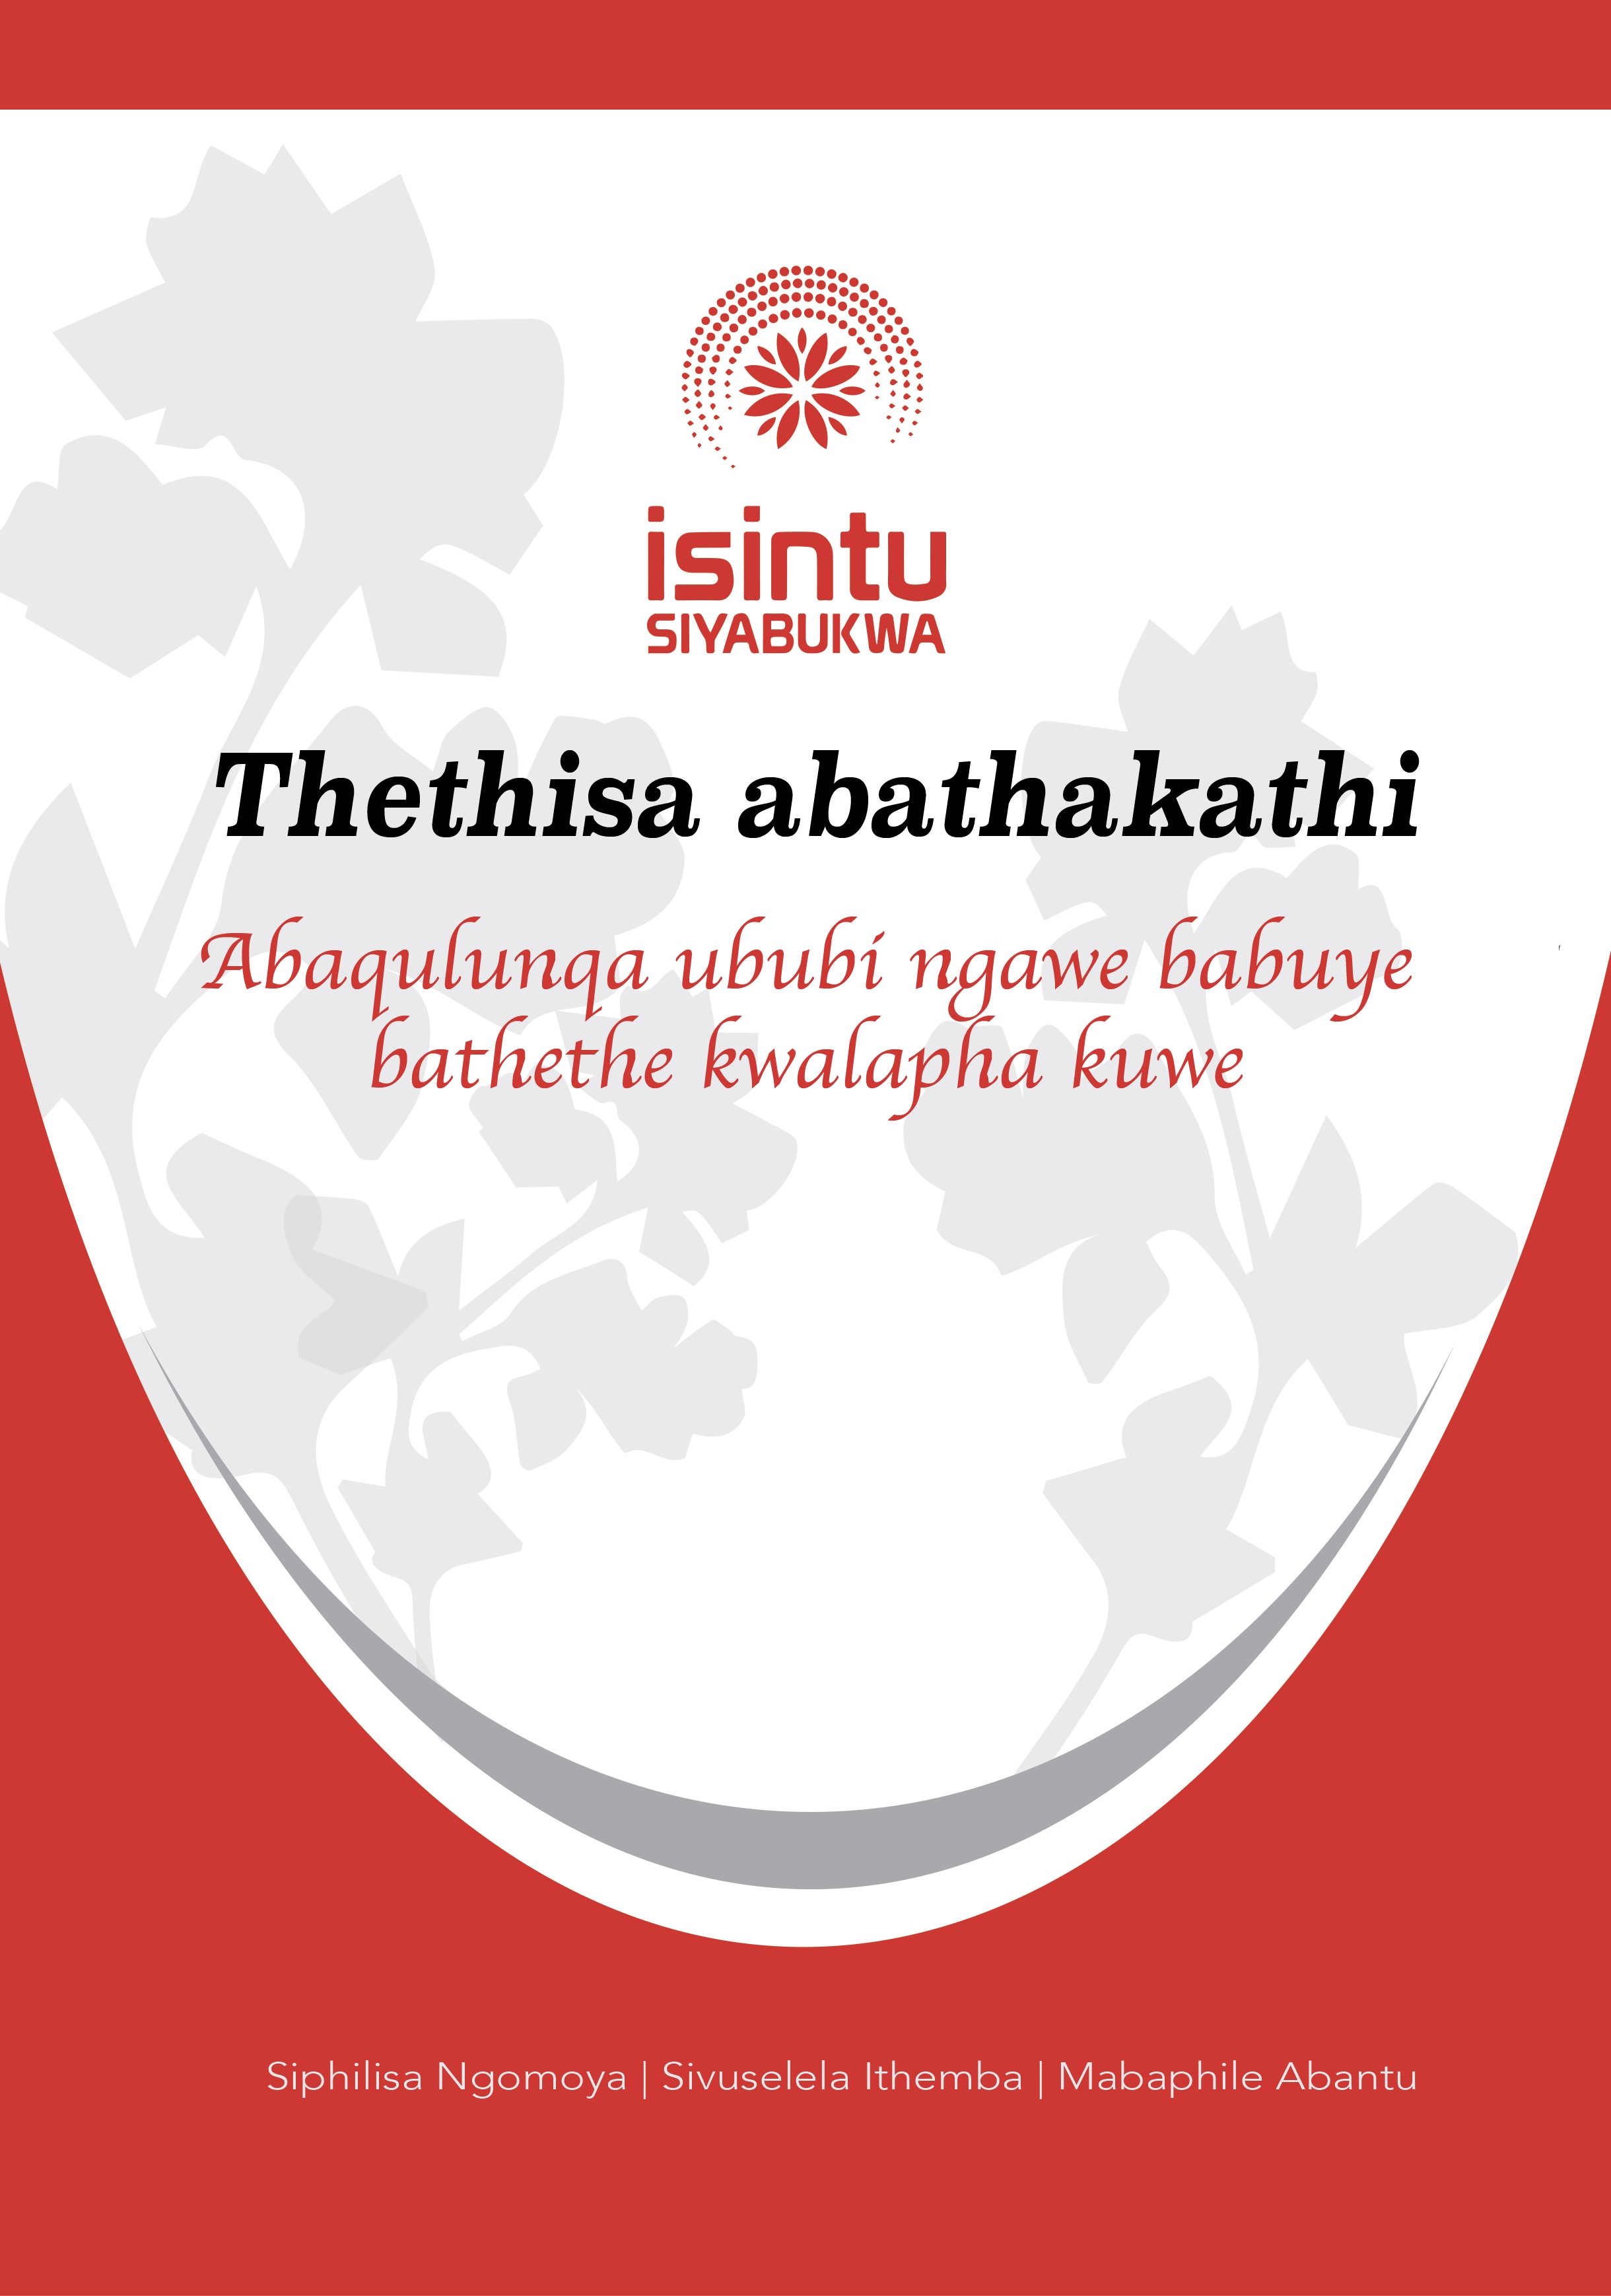 isintu
SIYABUKWA
Thethisa abathakathi
Abaqulunqa ububi ngawe babuye
bathethe kwalapha kuwe
Siphilisa Ngomoya | Sivuselela Ithemba | Mabaphile Abantu